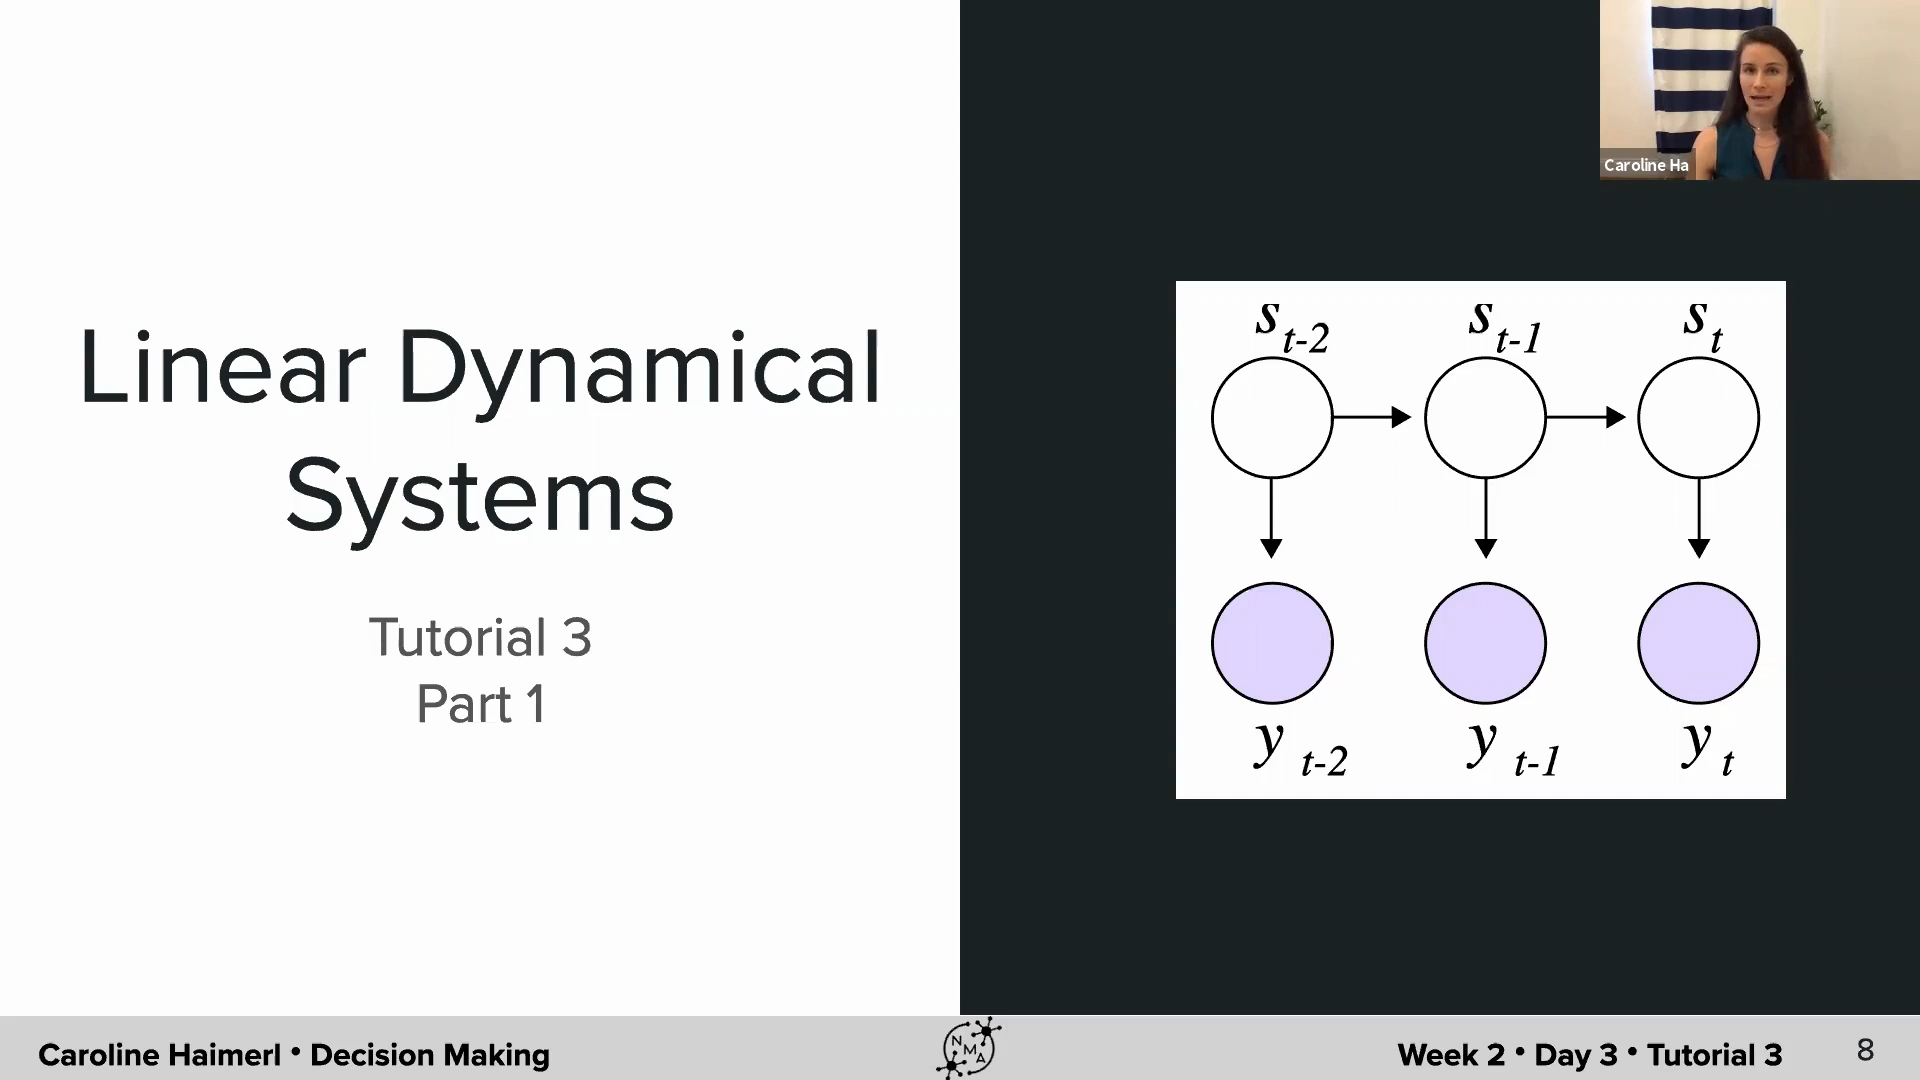 Linear Dynamical
Systems
Tutorial 3
Part 1
Caroline Ha
s t-2 s t-1 s t
y t-2 y t-1 y t
Caroline Haimerl • Decision Making
N M A
Week 2 • Day 3 • Tutorial 3
8